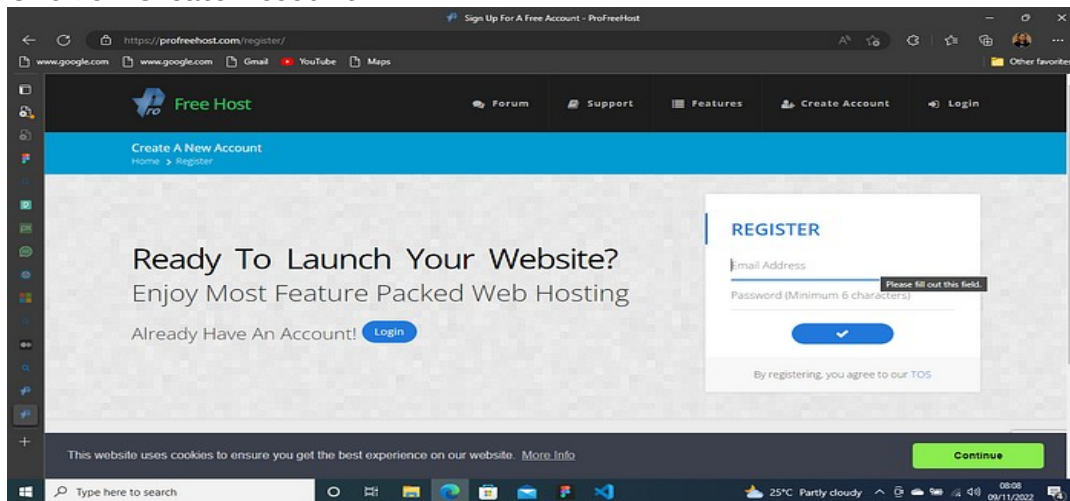 Sign Up For A Free Account - ProFreeHost
https://profreehost.com/register/
www.google.com www.google.com Gmail YouTube Maps Other favorites
Pro Free Host Forum Support Features Create Account Login
Create A New Account
Home > Register
REGISTER
Ready To Launch Your Website?
Email Address
Please fill out this field.
Enjoy Most Feature Packed Web Hosting
Password (Minimum 6 characters)
Already Have An Account! Login
By registering, you agree to our TOS
This website uses cookies to ensure you get the best experience on our website. More Info Continue
Type here to search 25°C Partly cloudy 08:08
09/11/2022